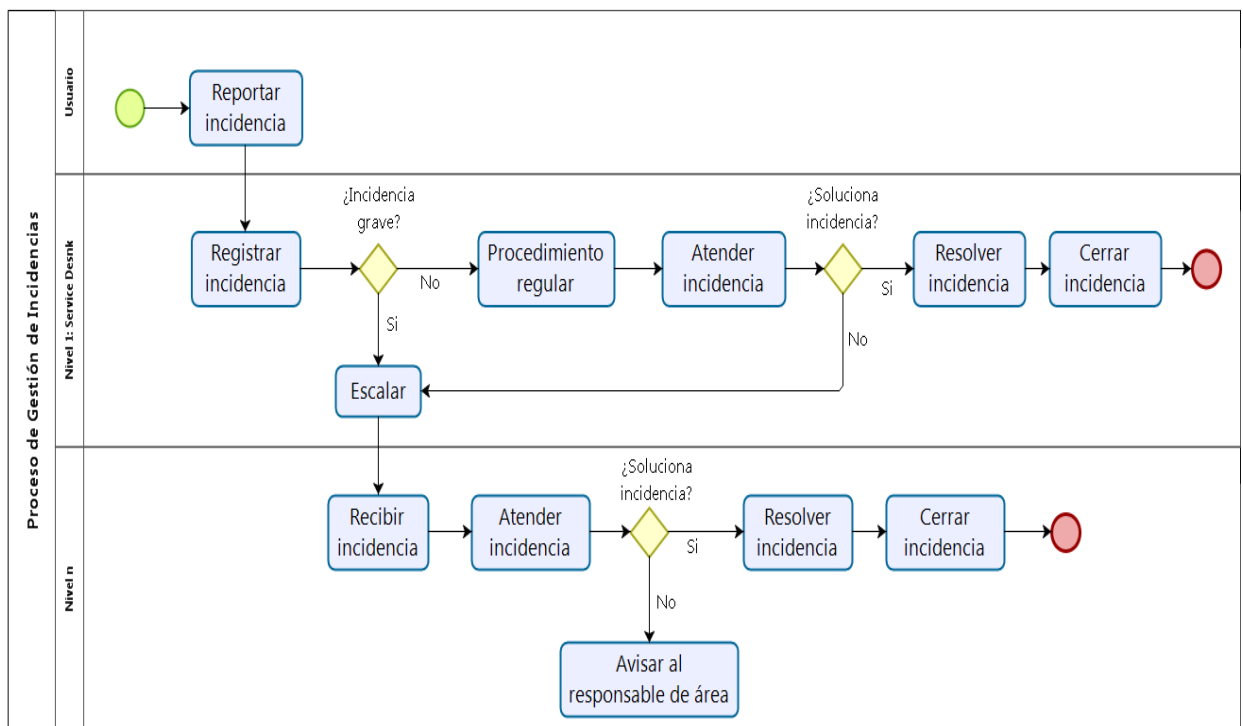 Proceso de Gestión de Incidencias
Usuario
Reportar
incidencia
Nivel 1: Service Desnk
Registrar
incidencia
¿Incidencia
grave?
No
Si
Procedimiento
regular
Atender
incidencia
¿Soluciona
incidencia?
Si
No
Resolver
incidencia
Cerrar
incidencia
Escalar
Nivel n
Recibir
incidencia
Atender
incidencia
¿Soluciona
incidencia?
Si
No
Resolver
incidencia
Cerrar
incidencia
Avisar al
responsable de área